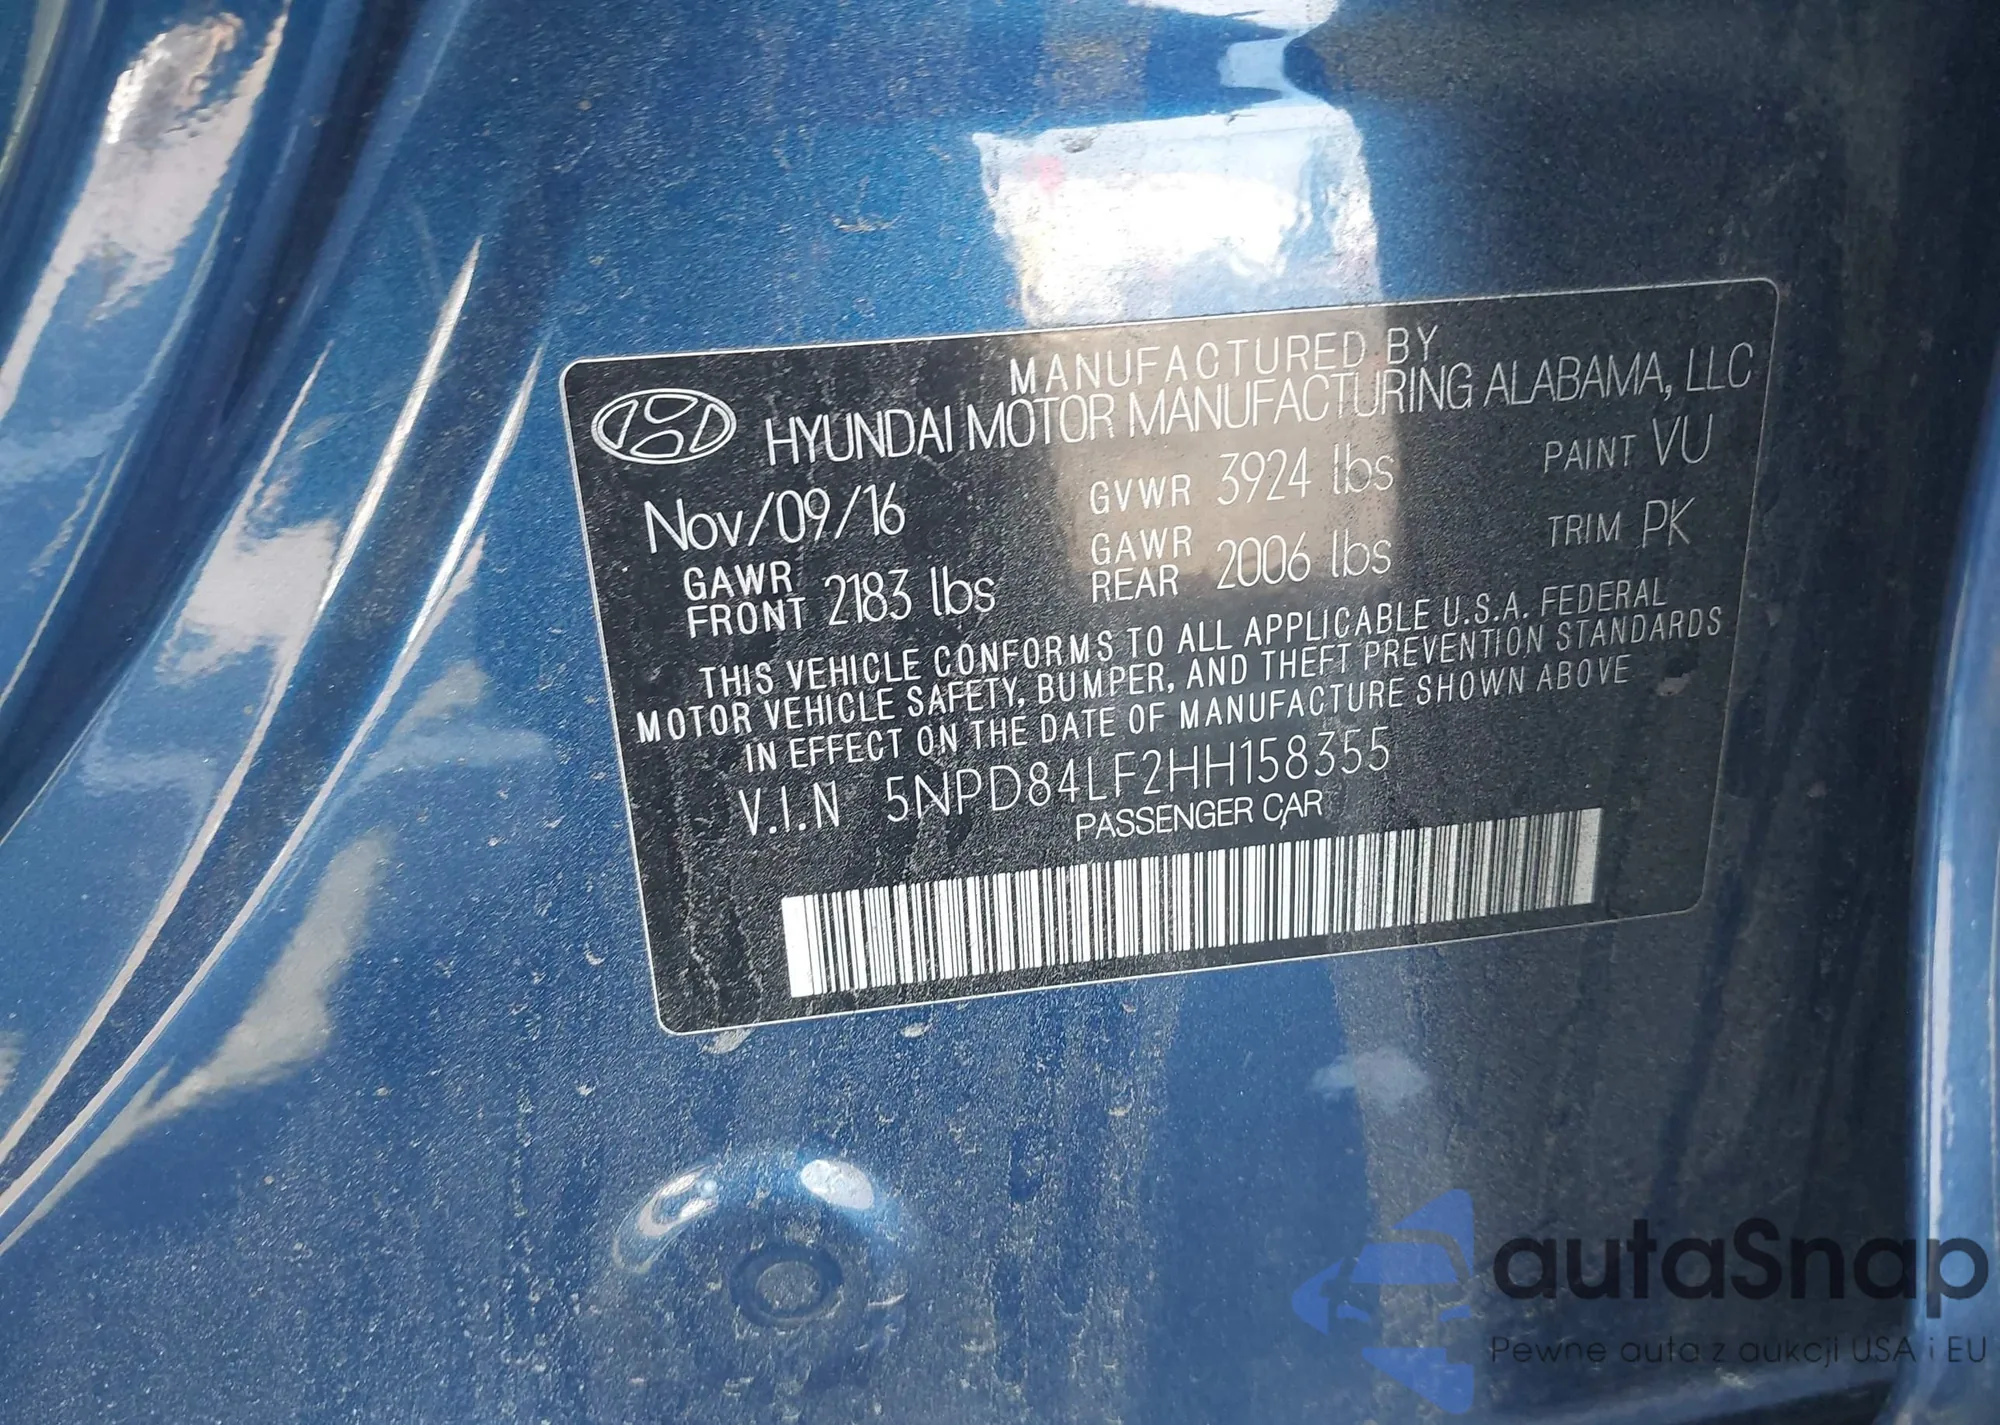 MANUFACTURED BY
HYUNDAI MOTOR MANUFACTURING ALABAMA, LLC
Nov/09/16 GVWR 3924 lbs PAINT VU
GAWR FRONT 2183 lbs GAWR REAR 2006 lbs TRIM PK
THIS VEHICLE CONFORMS TO ALL APPLICABLE U.S.A. FEDERAL
MOTOR VEHICLE SAFETY, BUMPER, AND THEFT PREVENTION STANDARDS
IN EFFECT ON THE DATE OF MANUFACTURE SHOWN ABOVE
V.I.N 5NPD84LF2HH158355
PASSENGER CAR
autaSnap
Pewne auta z aukcji USA i EU